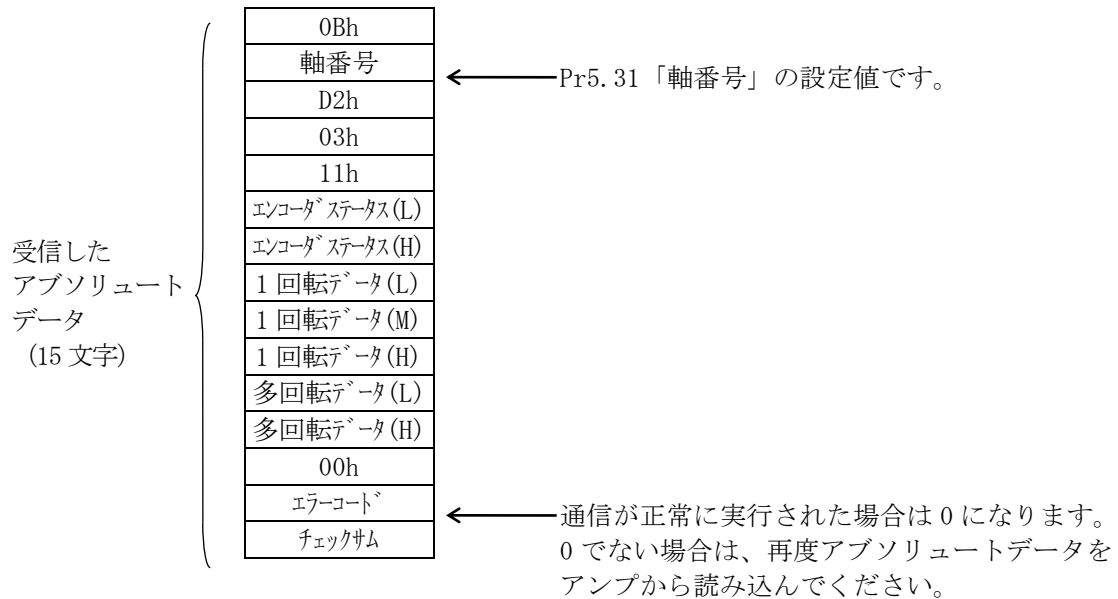 0Bh
軸番号
D2h
03h
11h
ｴﾝｺｰﾀﾞｽﾃｰﾀｽ(L)
ｴﾝｺｰﾀﾞｽﾃｰﾀｽ(H)
1回転ﾃﾞｰﾀ(L)
1回転ﾃﾞｰﾀ(M)
1回転ﾃﾞｰﾀ(H)
多回転ﾃﾞｰﾀ(L)
多回転ﾃﾞｰﾀ(H)
00h
ｴﾗｰｺｰﾄﾞ
ﾁｪｯｸｻﾑ
受信した
アブソリュート
データ
(15文字)
Pr5.31「軸番号」の設定値です。
通信が正常に実行された場合は0になります。
0でない場合は、再度アブソリュートデータを
アンプから読み込んでください。